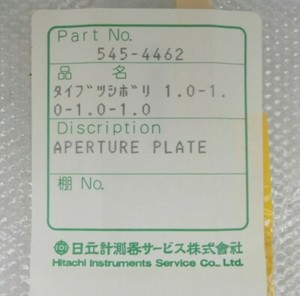 Part No.
545-4462
品 名
タイブツシボリ 1.0-1.
0-1.0-1.0
Discription
APERTURE PLATE
棚 No.
日立計測器サービス株式會社
Hitachi Instruments Service Co., Ltd.